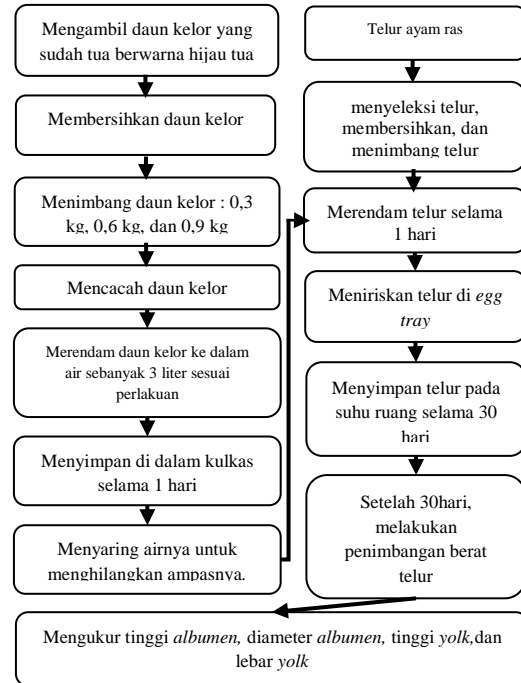 Mengambil daun kelor yang
sudah tua berwarna hijau tua
Membersihkan daun kelor
Menimbang daun kelor : 0,3
kg, 0,6 kg, dan 0,9 kg
Mencacah daun kelor
Merendam daun kelor ke dalam
air sebanyak 3 liter sesuai
perlakuan
Menyimpan di dalam kulkas
selama 1 hari
Menyaring airnya untuk
menghilangkan ampasnya.
Telur ayam ras
menyeleksi telur,
membersihkan, dan
menimbang telur
Merendam telur selama
1 hari
Meniriskan telur di egg
tray
Menyimpan telur pada
suhu ruang selama 30
hari
Setelah 30hari,
melakukan
penimbangan berat
telur
Mengukur tinggi albumen, diameter albumen, tinggi yolk,dan
lebar yolk